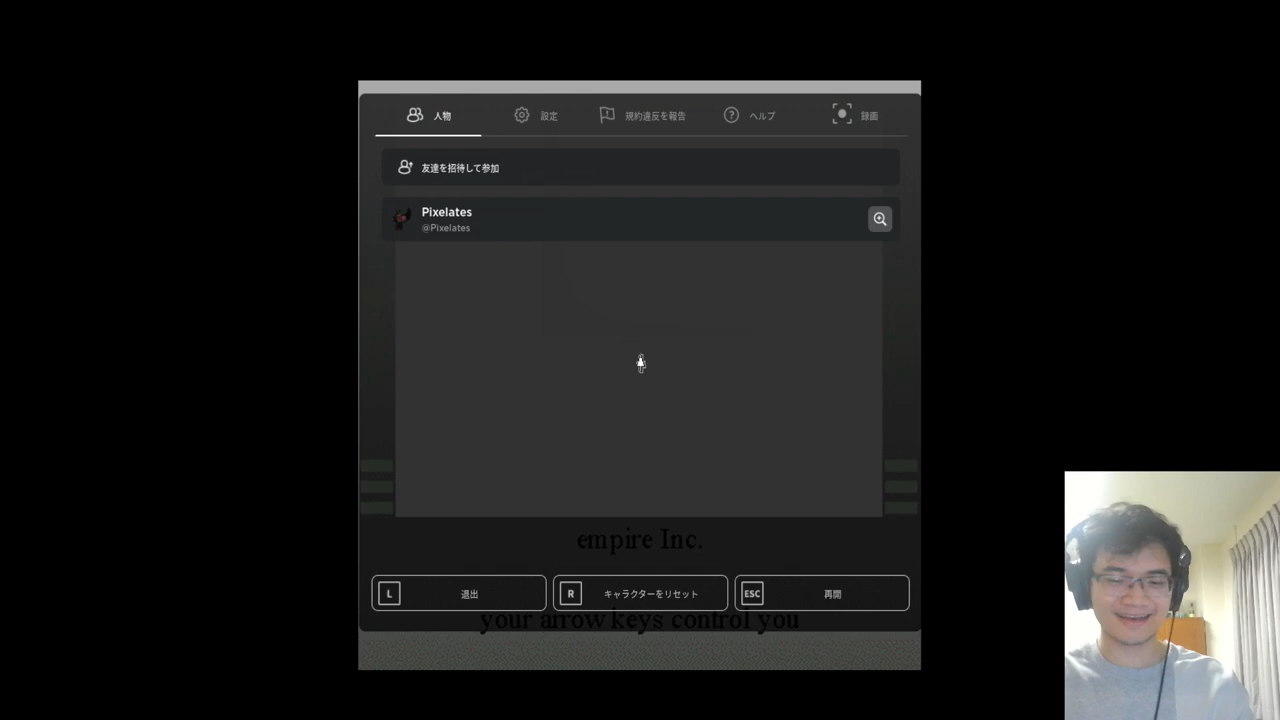 人物
設定
規約違反を報告
ヘルプ
録画
友達を招待して参加
Pixelates
@Pixelates
empire Inc.
L 退出
R キャラクターをリセット
ESC 再開
your arrow keys control you